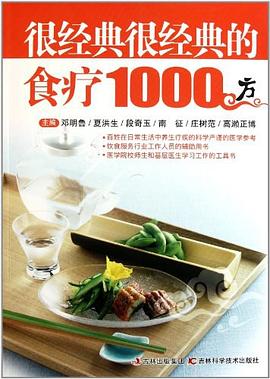 很经典很经典的
食疗1000方
主编 邓明鲁/夏洪生/段奇玉/南 征/庄树范/高濑正博
·百姓在日常生活中养生疗疾的科学严谨的医学参考
·饮食服务行业工作人员的辅助用书
·医学院校师生和基层医生学习工作的工具书
吉林出版集团 吉林科学技术出版社